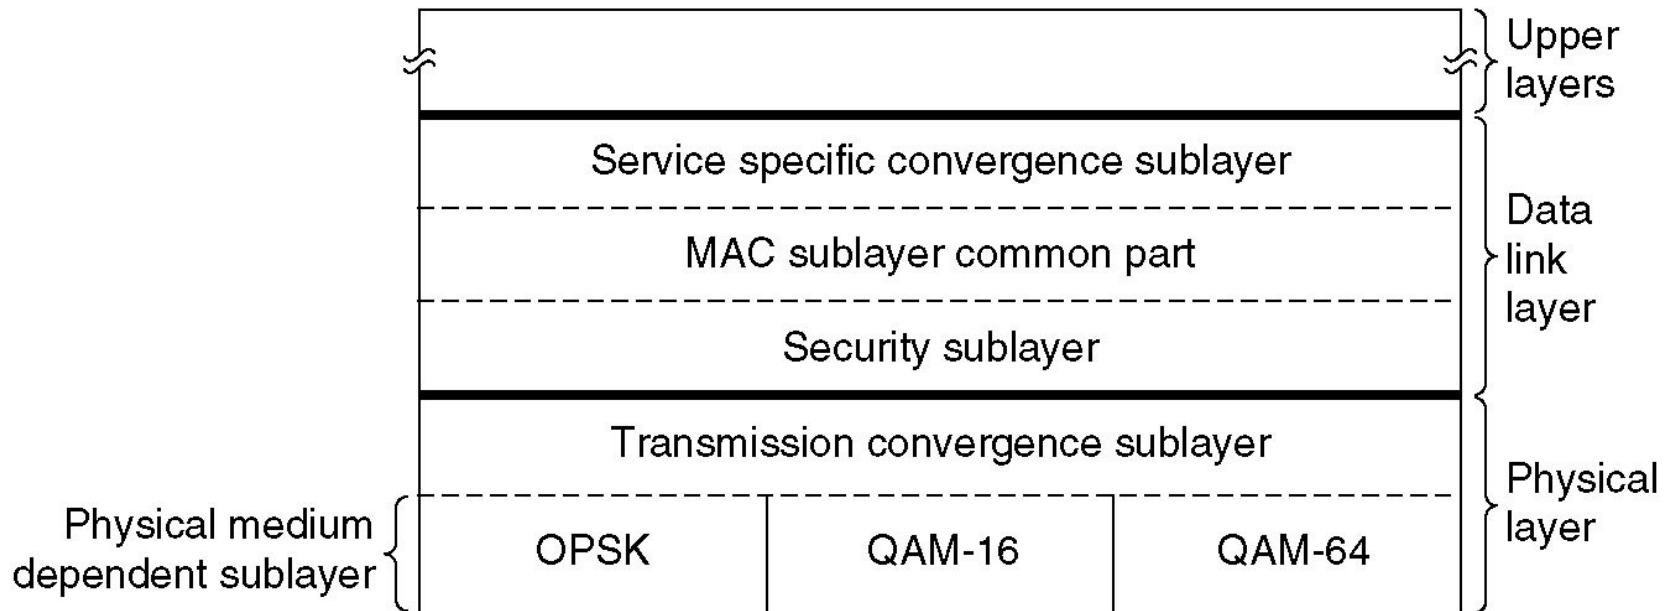 Upper
layers
Service specific convergence sublayer
Data
link
layer
MAC sublayer common part
Security sublayer
Transmission convergence sublayer
Physical
layer
Physical medium
dependent sublayer
OPSK
QAM-16
QAM-64